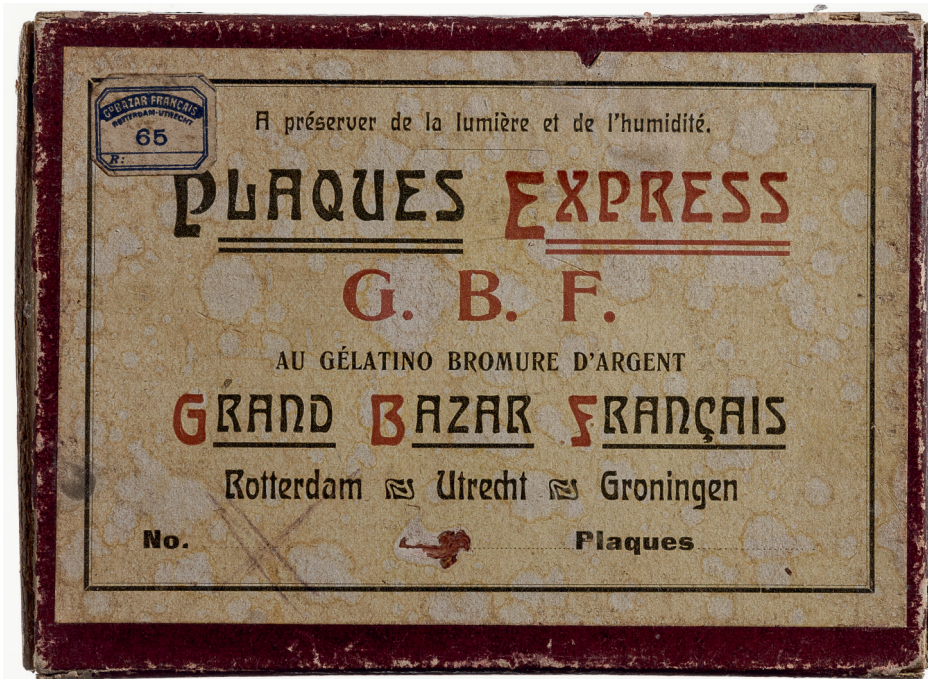 Gd BAZAR FRANÇAIS
ROTTERDAM-UTRECHT
65
R:
A préserver de la lumière et de l'humidité.
PLAQUES EXPRESS
G. B. F.
AU GÉLATINO BROMURE D'ARGENT
GRAND BAZAR FRANÇAIS
Rotterdam Utrecht Groningen
No. Plaques